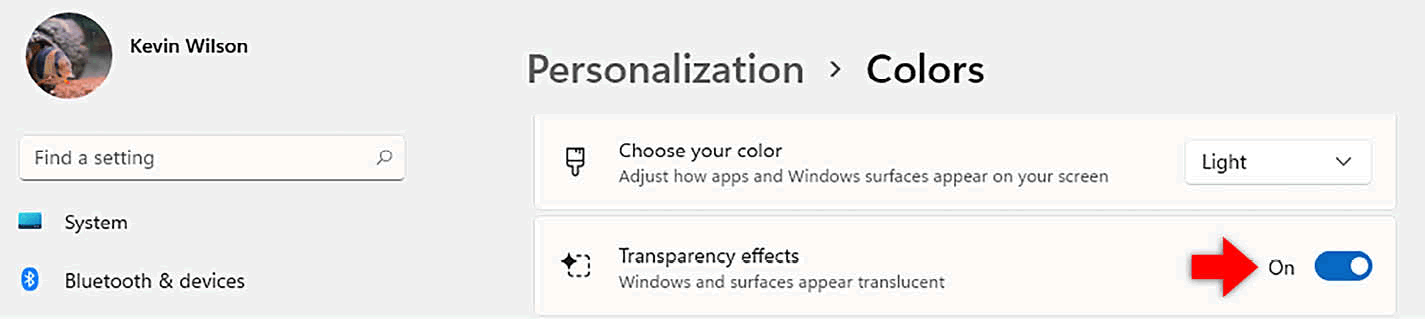 Kevin Wilson
Personalization > Colors
Find a setting
Choose your color
Adjust how apps and Windows surfaces appear on your screen
Light
System
Bluetooth & devices
Transparency effects
Windows and surfaces appear translucent
On